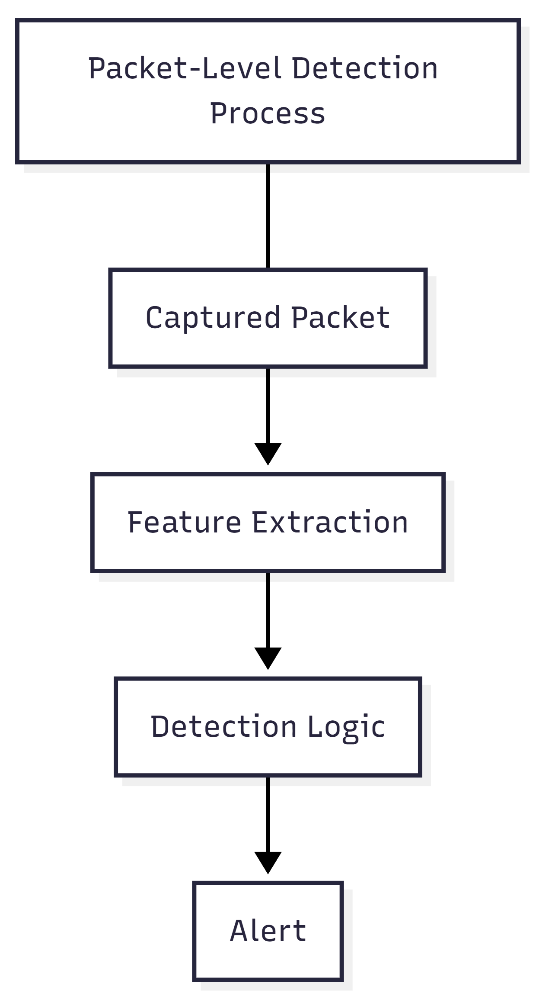 Packet-Level Detection
Process
Captured Packet
Feature Extraction
Detection Logic
Alert